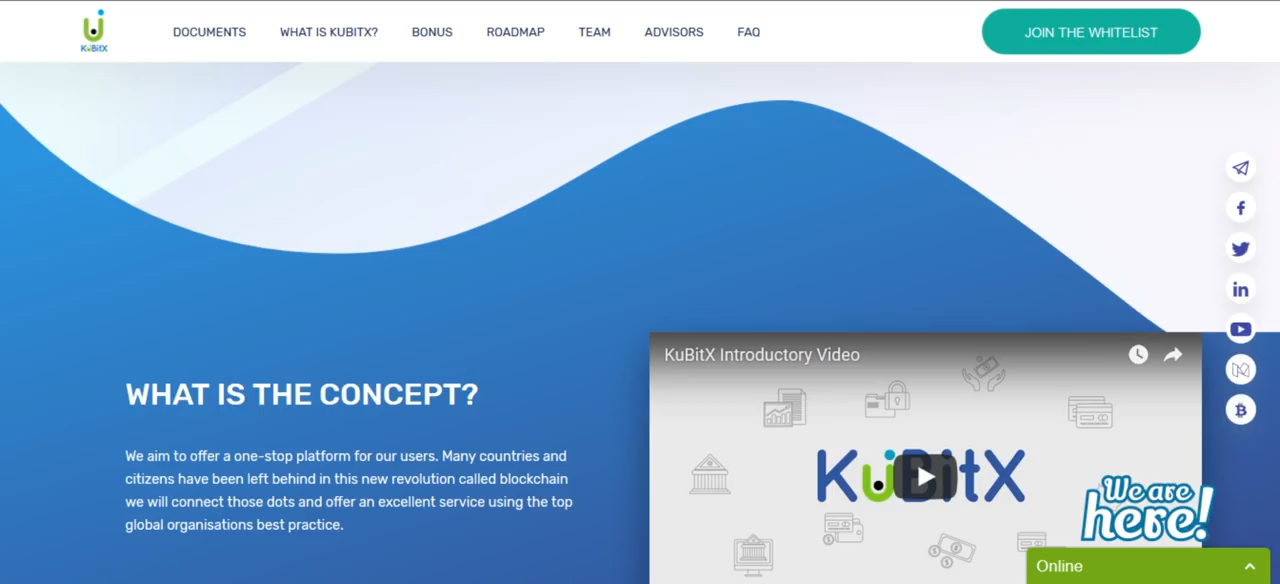 KuBitX
DOCUMENTS
WHAT IS KUBITX?
BONUS
ROADMAP
TEAM
ADVISORS
FAQ
JOIN THE WHITELIST
WHAT IS THE CONCEPT?
We aim to offer a one-stop platform for our users. Many countries and
citizens have been left behind in this new revolution called blockchain
we will connect those dots and offer an excellent service using the top
global organisations best practice.
KuBitX Introductory Video
KuBitX
We are
here!
Online